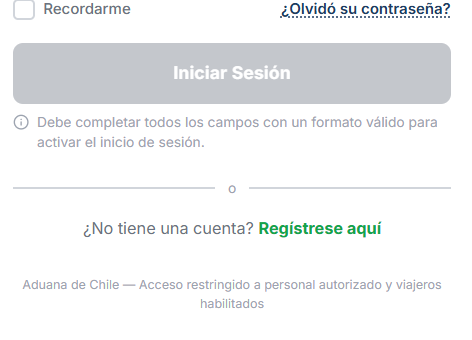 Recordarme
¿Olvidó su contraseña?
Iniciar Sesión
Debe completar todos los campos con un formato válido para
activar el inicio de sesión.
o
¿No tiene una cuenta? Regístrese aquí
Aduana de Chile — Acceso restringido a personal autorizado y viajeros
habilitados